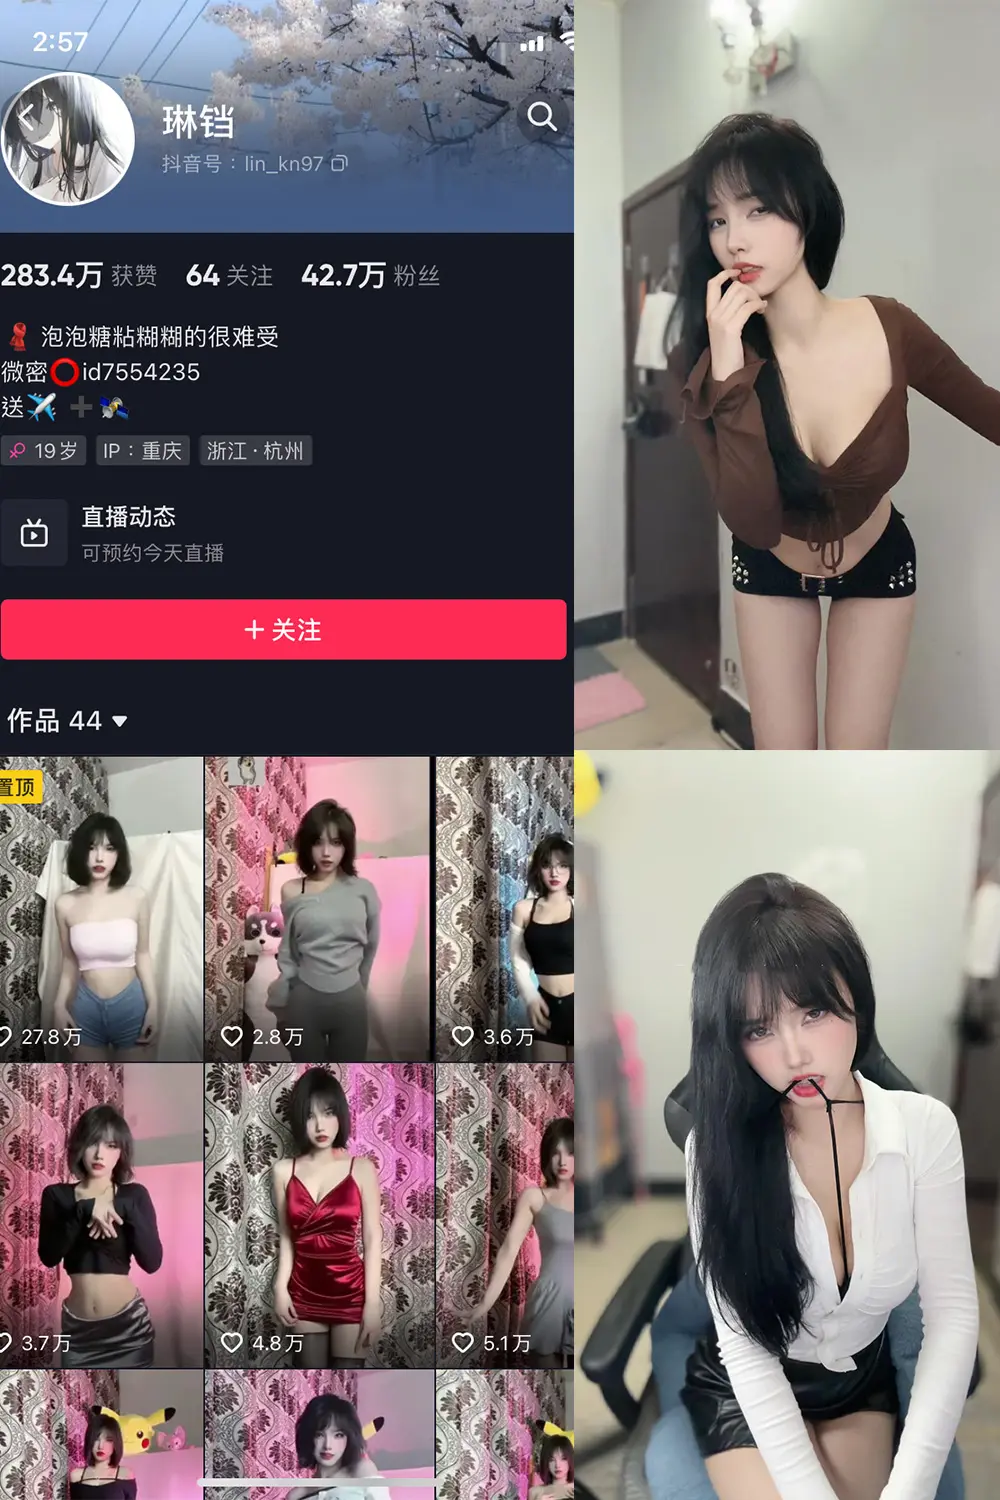 2:57
琳铛
抖音号：lin_kn97
283.4万 获赞 64 关注 42.7万 粉丝
泡泡糖粘糊糊的很难受
微密⭕id7554235
送✈️➕🛰️
19岁 IP：重庆 浙江·杭州
直播动态
可预约今天直播
+ 关注
作品 44
置顶
27.8万
2.8万
3.6万
3.7万
4.8万
5.1万